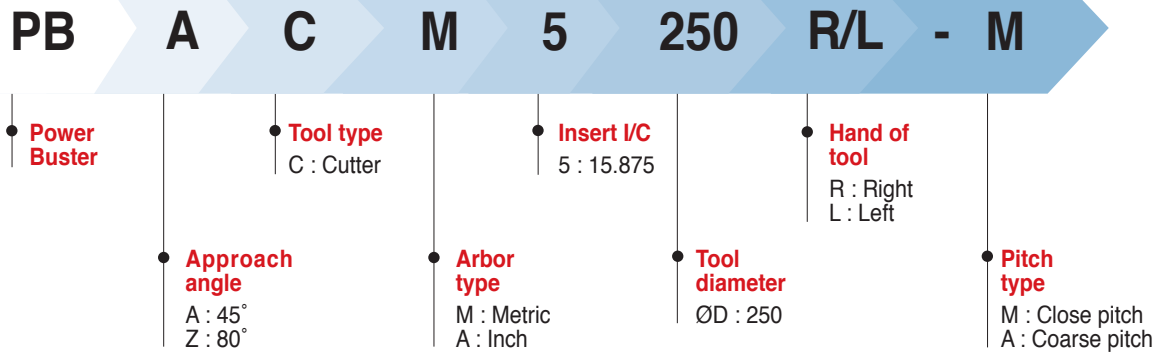 PB A C M 5 250 R/L - M
Power
Buster
Tool type
C : Cutter
Insert I/C
5 : 15.875
Hand of
tool
R : Right
L : Left
Approach
angle
A : 45˚
Z : 80˚
Arbor
type
M : Metric
A : Inch
Tool
diameter
ØD : 250
Pitch
type
M : Close pitch
A : Coarse pitch